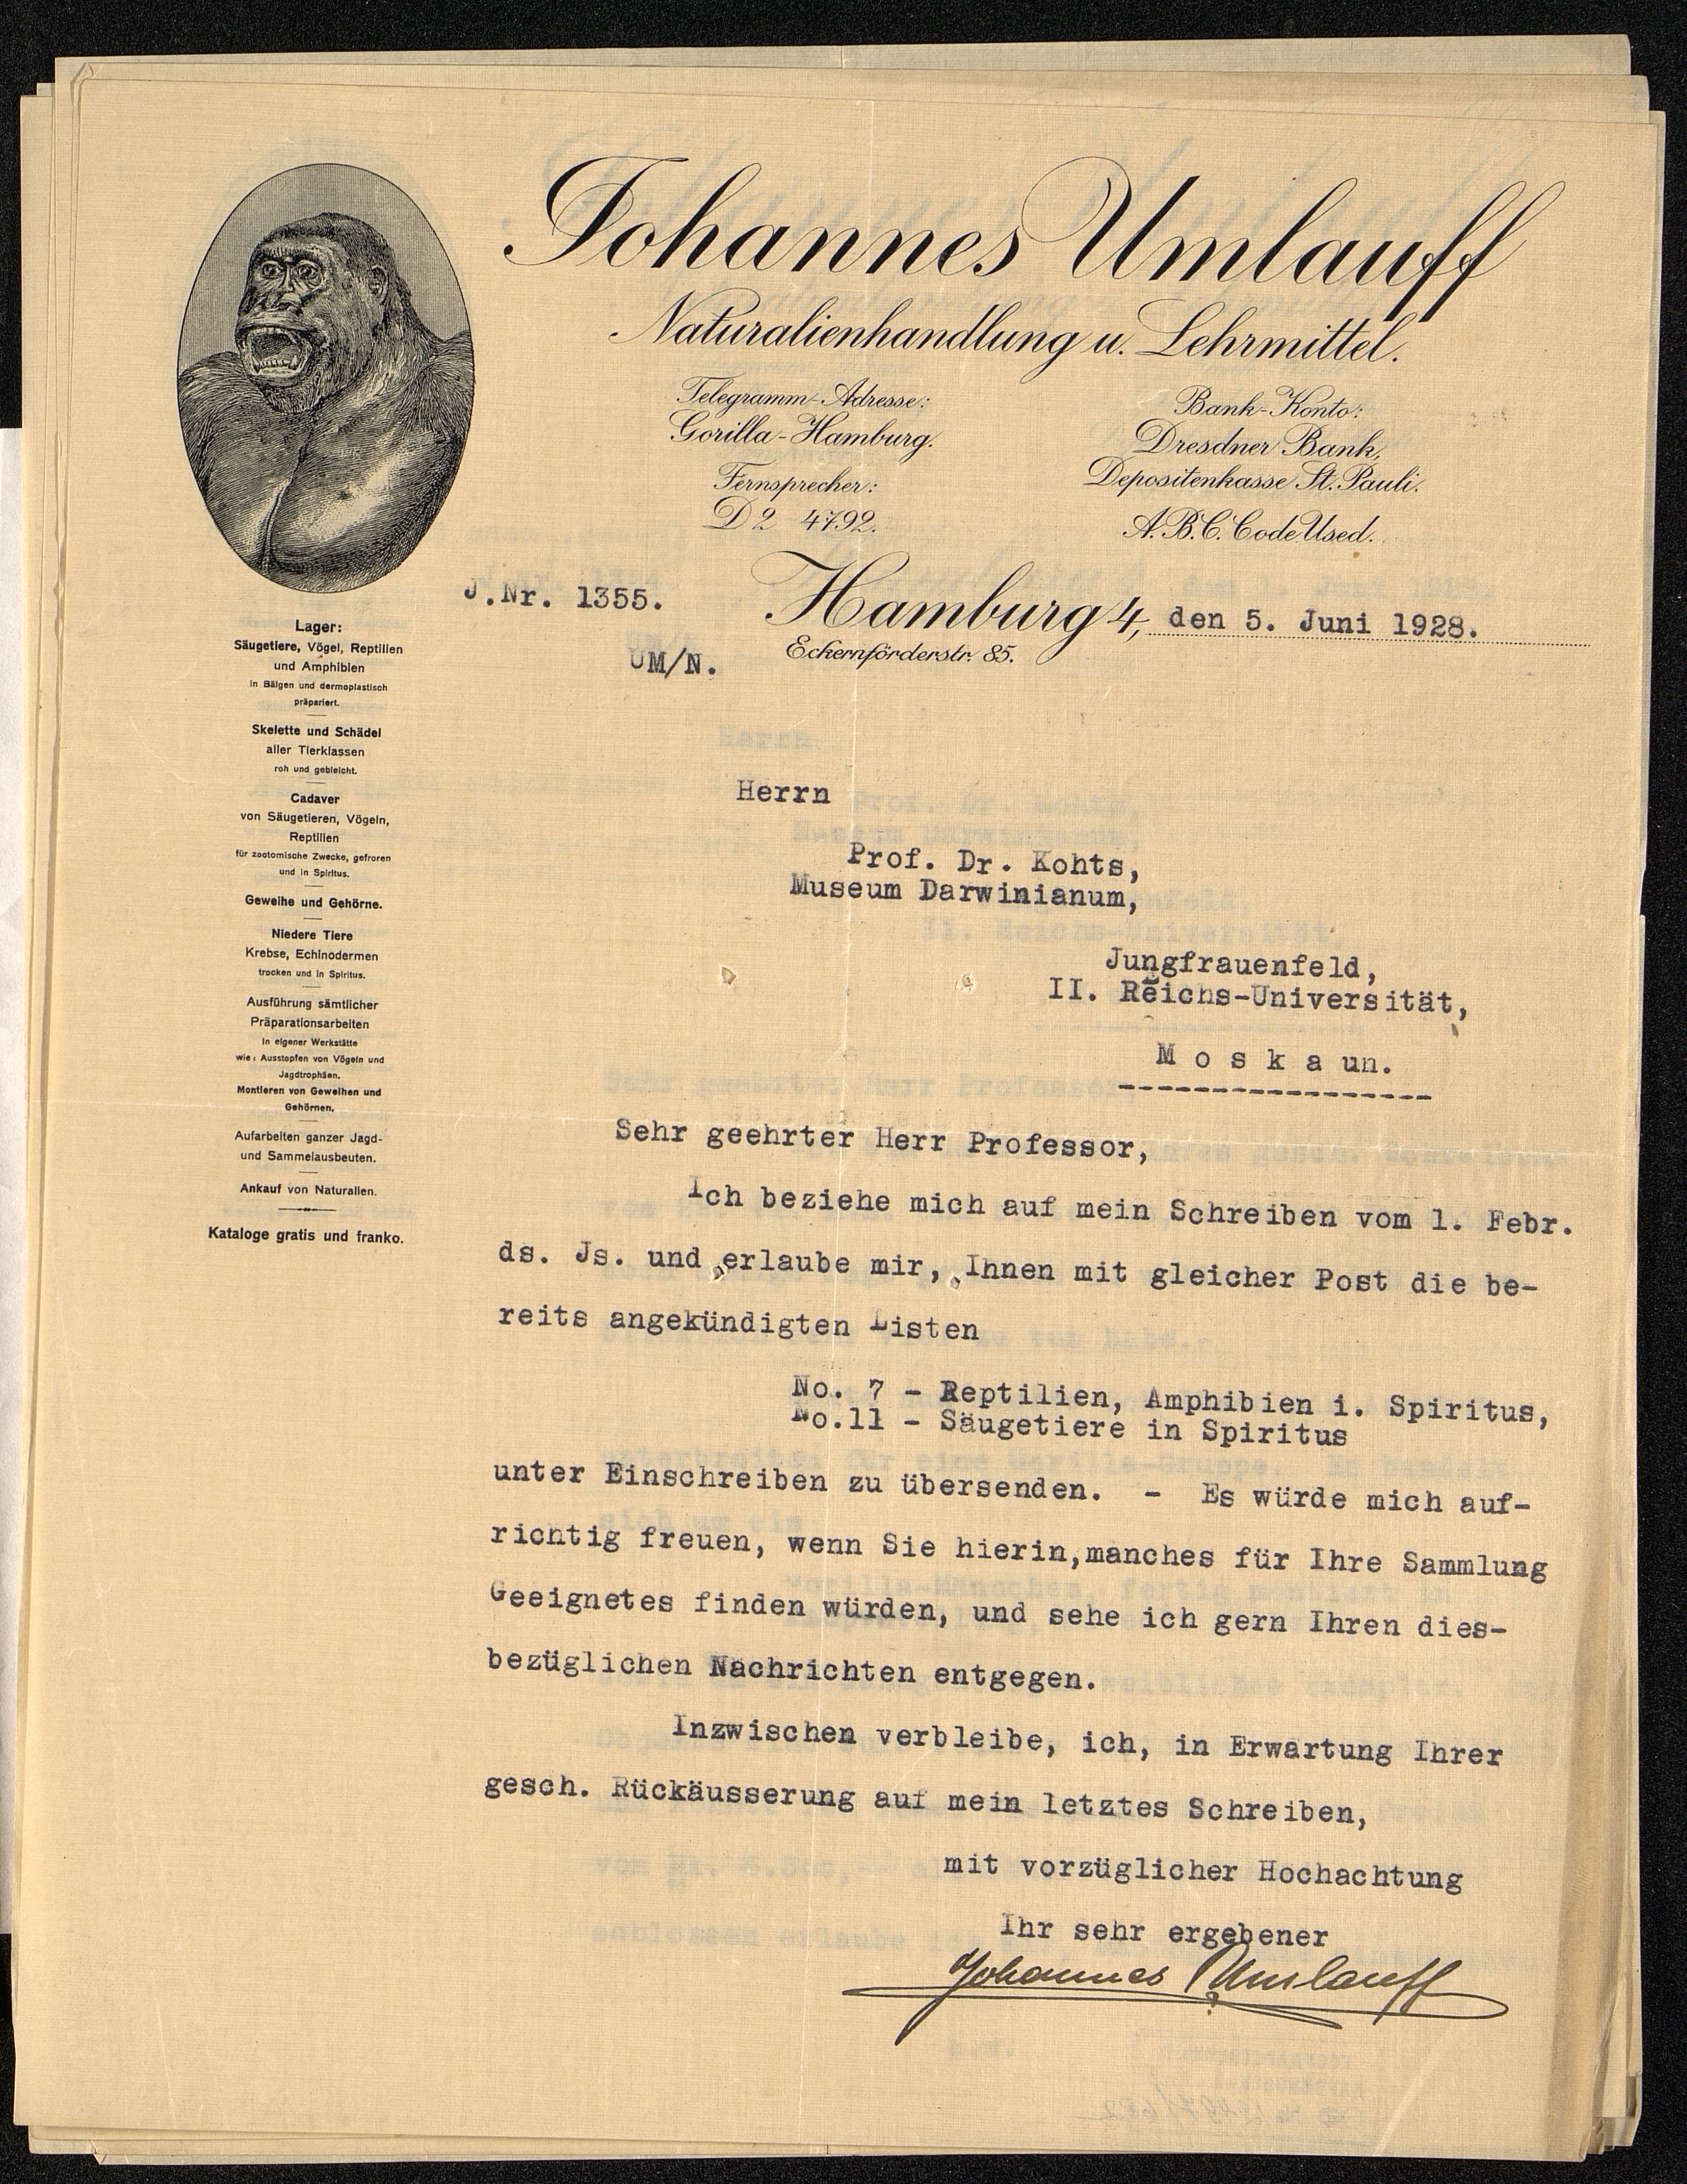 Johannes Umlauff
Naturalienhandlung u. Lehrmittel.
Telegramm-Adresse:
Gorilla-Hamburg.
Fernsprecher:
D 2 4792.
Bank-Konto:
Dresdner Bank,
Depositenkasse St. Pauli.
A.B.C. Code Used.
J.Nr. 1355.
Hamburg 4, den 5. Juni 1928.
Eckernförderstr. 85.
UM/N.
Lager:
Säugetiere, Vögel, Reptilien
und Amphibien
in Bälgen und dermoplastisch
präpariert.
Skelette und Schädel
aller Tierklassen
roh und gebleicht.
Cadaver
von Säugetieren, Vögeln,
Reptilien
für zootomische Zwecke, gefroren
und in Spiritus.
Geweihe und Gehörne.
Niedere Tiere
Krebse, Echinodermen
trocken und in Spiritus.
Ausführung sämtlicher
Präparationsarbeiten
in eigener Werkstätte
wie: Ausstopfen von Vögeln und
Jagdtrophäen.
Montieren von Geweihen und
Gehörnen.
Aufarbeiten ganzer Jagd-
und Sammelausbeuten.
Ankauf von Naturalien.
Kataloge gratis und franko.
Herrn
Prof. Dr. Kohts,
Museum Darwinianum,
Jungfrauenfeld,
II. Reichs-Universität,
M o s k a un.
Sehr geehrter Herr Professor,
Ich beziehe mich auf mein Schreiben vom 1. Febr.
ds. Js. und erlaube mir, Ihnen mit gleicher Post die be-
reits angekündigten Listen
No. 7 - Reptilien, Amphibien i. Spiritus,
No.11 - Säugetiere in Spiritus
unter Einschreiben zu übersenden. - Es würde mich auf-
richtig freuen, wenn Sie hierin,manches für Ihre Sammlung
Geeignetes finden würden, und sehe ich gern Ihren dies-
bezüglichen Nachrichten entgegen.
Inzwischen verbleibe, ich, in Erwartung Ihrer
gesch. Rückäusserung auf mein letztes Schreiben,
mit vorzüglicher Hochachtung
Ihr sehr ergebener
Johannes Umlauff